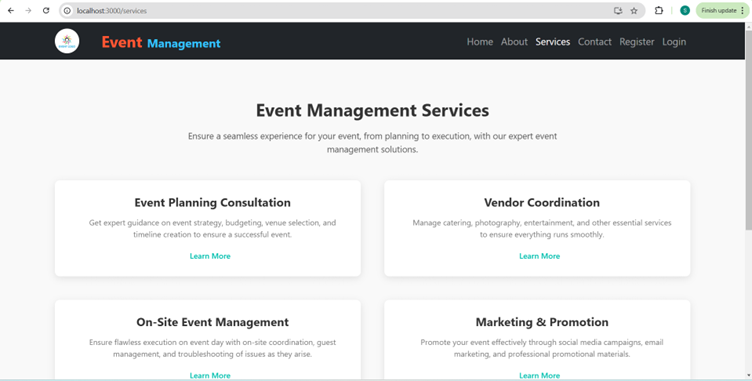 localhost:3000/services
S
Finish update
Event Management
Home About Services Contact Register Login
Event Management Services
Ensure a seamless experience for your event, from planning to execution, with our expert event
management solutions.
Event Planning Consultation
Get expert guidance on event strategy, budgeting, venue selection, and
timeline creation to ensure a successful event.
Learn More
Vendor Coordination
Manage catering, photography, entertainment, and other essential services
to ensure everything runs smoothly.
Learn More
On-Site Event Management
Ensure flawless execution on event day with on-site coordination, guest
management, and troubleshooting of issues as they arise.
Learn More
Marketing & Promotion
Promote your event effectively through social media campaigns, email
marketing, and professional promotional materials.
Learn More